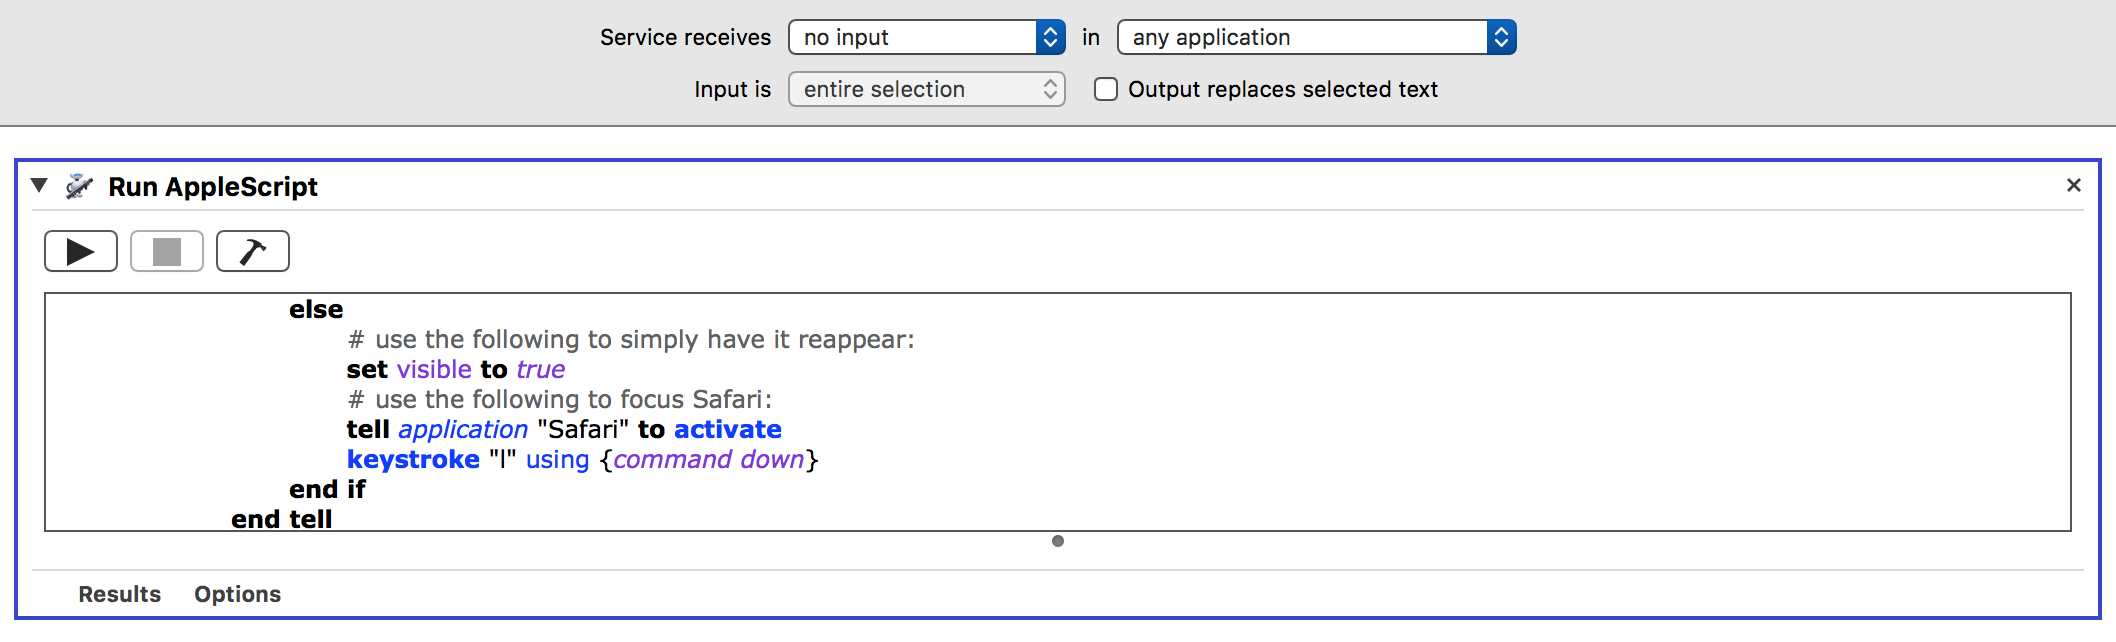 Service receives no input in any application
Input is entire selection Output replaces selected text
Run AppleScript
else
# use the following to simply have it reappear:
set visible to true
# use the following to focus Safari:
tell application "Safari" to activate
keystroke "l" using {command down}
end if
end tell
Results Options